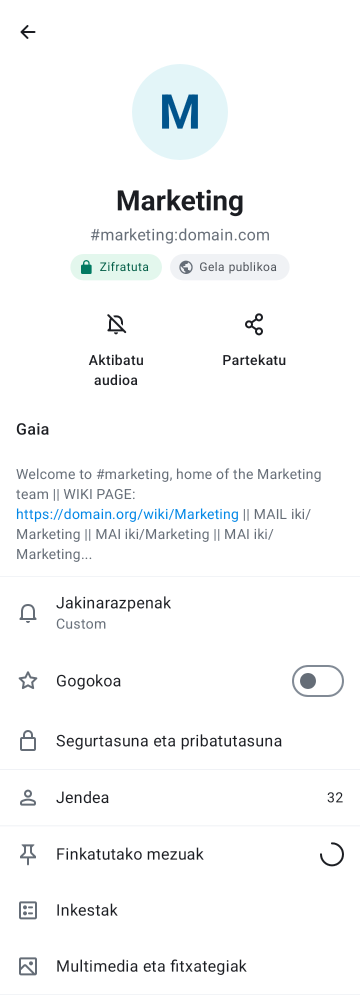 M
Marketing
#marketing:domain.com
Zifratuta
Gela publikoa
Aktibatu
audioa
Partekatu
Gaia
Welcome to #marketing, home of the Marketing
team || WIKI PAGE:
https://domain.org/wiki/Marketing || MAIL iki/
Marketing || MAI iki/Marketing || MAI iki/
Marketing...
Jakinarazpenak
Custom
Gogokoa
Segurtasuna eta pribatutasuna
Jendea 32
Finkatutako mezuak
Inkestak
Multimedia eta fitxategiak